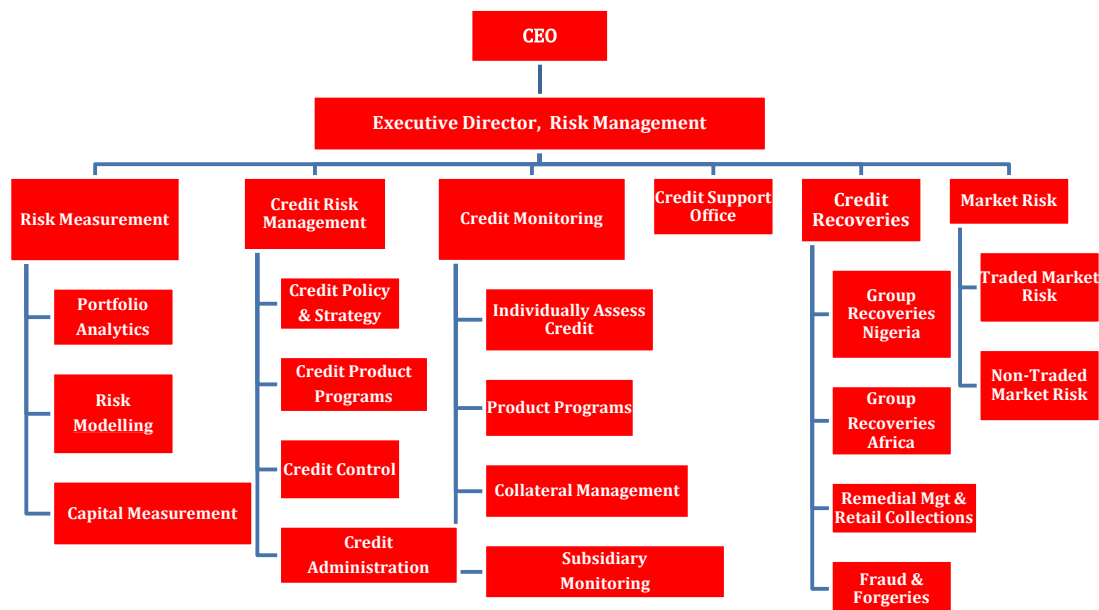 CEO
Executive Director, Risk Management
Risk Measurement
Portfolio
Analytics
Risk
Modelling
Capital Measurement
Credit Risk
Management
Credit Policy
& Strategy
Credit Product
Programs
Credit Control
Credit
Administration
Credit Monitoring
Individually Assess
Credit
Product Programs
Collateral Management
Subsidiary
Monitoring
Credit Support
Office
Credit
Recoveries
Group
Recoveries
Nigeria
Group
Recoveries
Africa
Remedial Mgt &
Retail Collections
Fraud &
Forgeries
Market Risk
Traded Market
Risk
Non-Traded
Market Risk